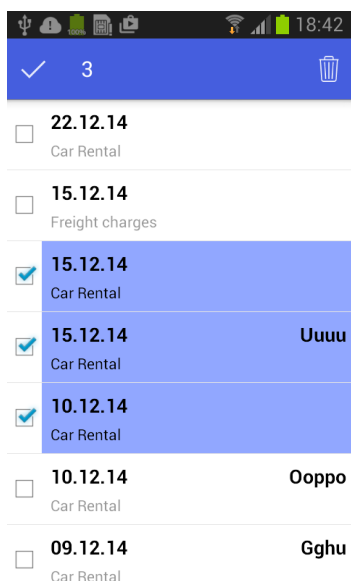 100%
18:42
3
22.12.14
Car Rental
15.12.14
Freight charges
15.12.14
Car Rental
15.12.14 Uuuu
Car Rental
10.12.14
Car Rental
10.12.14 Ooppo
Car Rental
09.12.14 Gghu
Car Rental